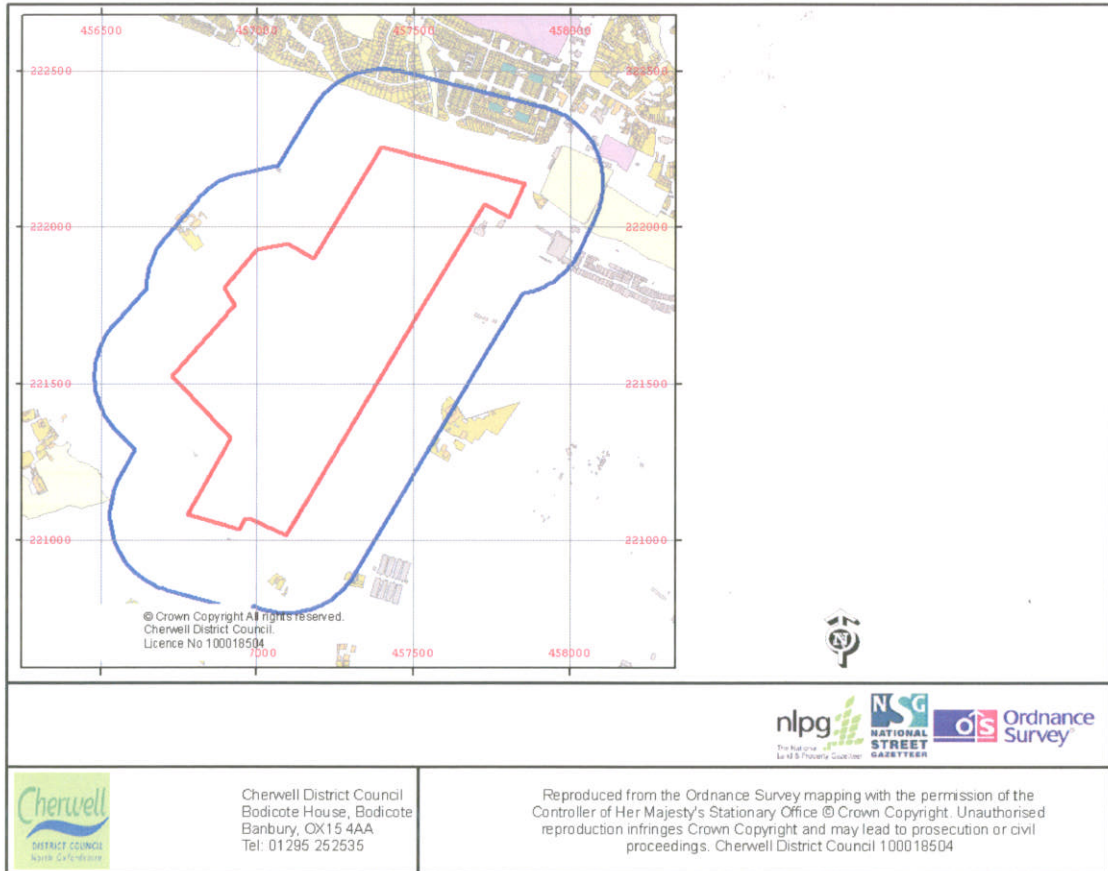 456500 457000 457500 458000
222500 222500
222000 222000
221500 221500
221000 221000
© Crown Copyright All rights reserved.
Cherwell District Council.
Licence No 100018504
7000 457500 458000
N
nlpg
The National
Land & Property Gazetteer
NSG
NATIONAL
STREET
GAZETTEER
OS Ordnance
Survey®
Cherwell
DISTRICT COUNCIL
North Oxfordshire
Cherwell District Council
Bodicote House, Bodicote
Banbury, OX15 4AA
Tel: 01295 252535
Reproduced from the Ordnance Survey mapping with the permission of the
Controller of Her Majesty's Stationary Office © Crown Copyright. Unauthorised
reproduction infringes Crown Copyright and may lead to prosecution or civil
proceedings. Cherwell District Council 100018504